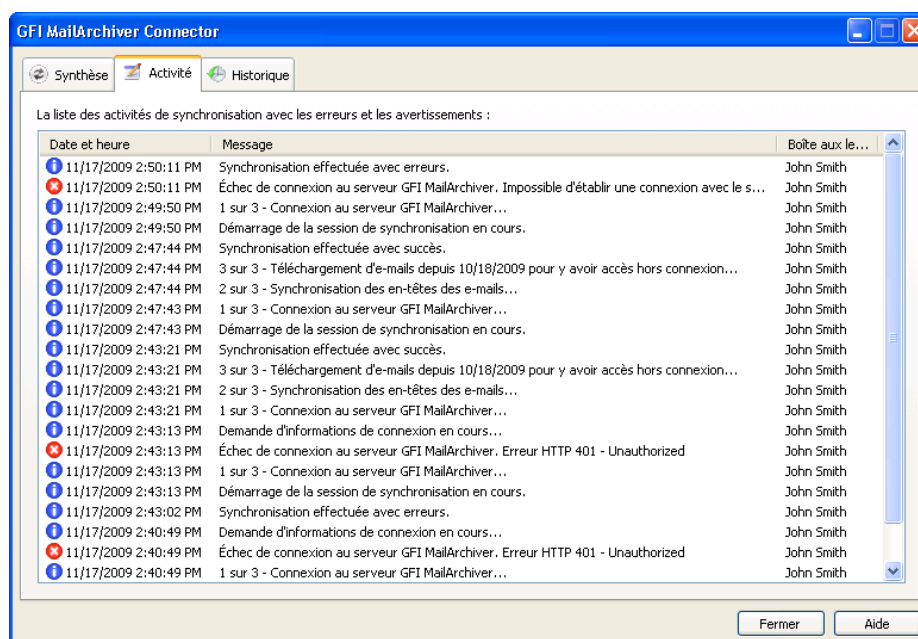 GFI MailArchiver Connector
Synthèse Activité Historique
La liste des activités de synchronisation avec les erreurs et les avertissements :
Date et heure Message Boîte aux le...
11/17/2009 2:50:11 PM Synchronisation effectuée avec erreurs. John Smith
11/17/2009 2:50:11 PM Échec de connexion au serveur GFI MailArchiver. Impossible d'établir une connexion avec le s... John Smith
11/17/2009 2:49:50 PM 1 sur 3 - Connexion au serveur GFI MailArchiver... John Smith
11/17/2009 2:49:50 PM Démarrage de la session de synchronisation en cours. John Smith
11/17/2009 2:47:44 PM Synchronisation effectuée avec succès. John Smith
11/17/2009 2:47:44 PM 3 sur 3 - Téléchargement d'e-mails depuis 10/18/2009 pour y avoir accès hors connexion... John Smith
11/17/2009 2:47:44 PM 2 sur 3 - Synchronisation des en-têtes des e-mails... John Smith
11/17/2009 2:47:43 PM 1 sur 3 - Connexion au serveur GFI MailArchiver... John Smith
11/17/2009 2:47:43 PM Démarrage de la session de synchronisation en cours. John Smith
11/17/2009 2:43:21 PM Synchronisation effectuée avec succès. John Smith
11/17/2009 2:43:21 PM 3 sur 3 - Téléchargement d'e-mails depuis 10/18/2009 pour y avoir accès hors connexion... John Smith
11/17/2009 2:43:21 PM 2 sur 3 - Synchronisation des en-têtes des e-mails... John Smith
11/17/2009 2:43:21 PM 1 sur 3 - Connexion au serveur GFI MailArchiver... John Smith
11/17/2009 2:43:13 PM Demande d'informations de connexion en cours... John Smith
11/17/2009 2:43:13 PM Échec de connexion au serveur GFI MailArchiver. Erreur HTTP 401 - Unauthorized John Smith
11/17/2009 2:43:13 PM 1 sur 3 - Connexion au serveur GFI MailArchiver... John Smith
11/17/2009 2:43:13 PM Démarrage de la session de synchronisation en cours. John Smith
11/17/2009 2:43:02 PM Synchronisation effectuée avec erreurs. John Smith
11/17/2009 2:40:49 PM Demande d'informations de connexion en cours... John Smith
11/17/2009 2:40:49 PM Échec de connexion au serveur GFI MailArchiver. Erreur HTTP 401 - Unauthorized John Smith
11/17/2009 2:40:49 PM 1 sur 3 - Connexion au serveur GFI MailArchiver... John Smith
Fermer Aide